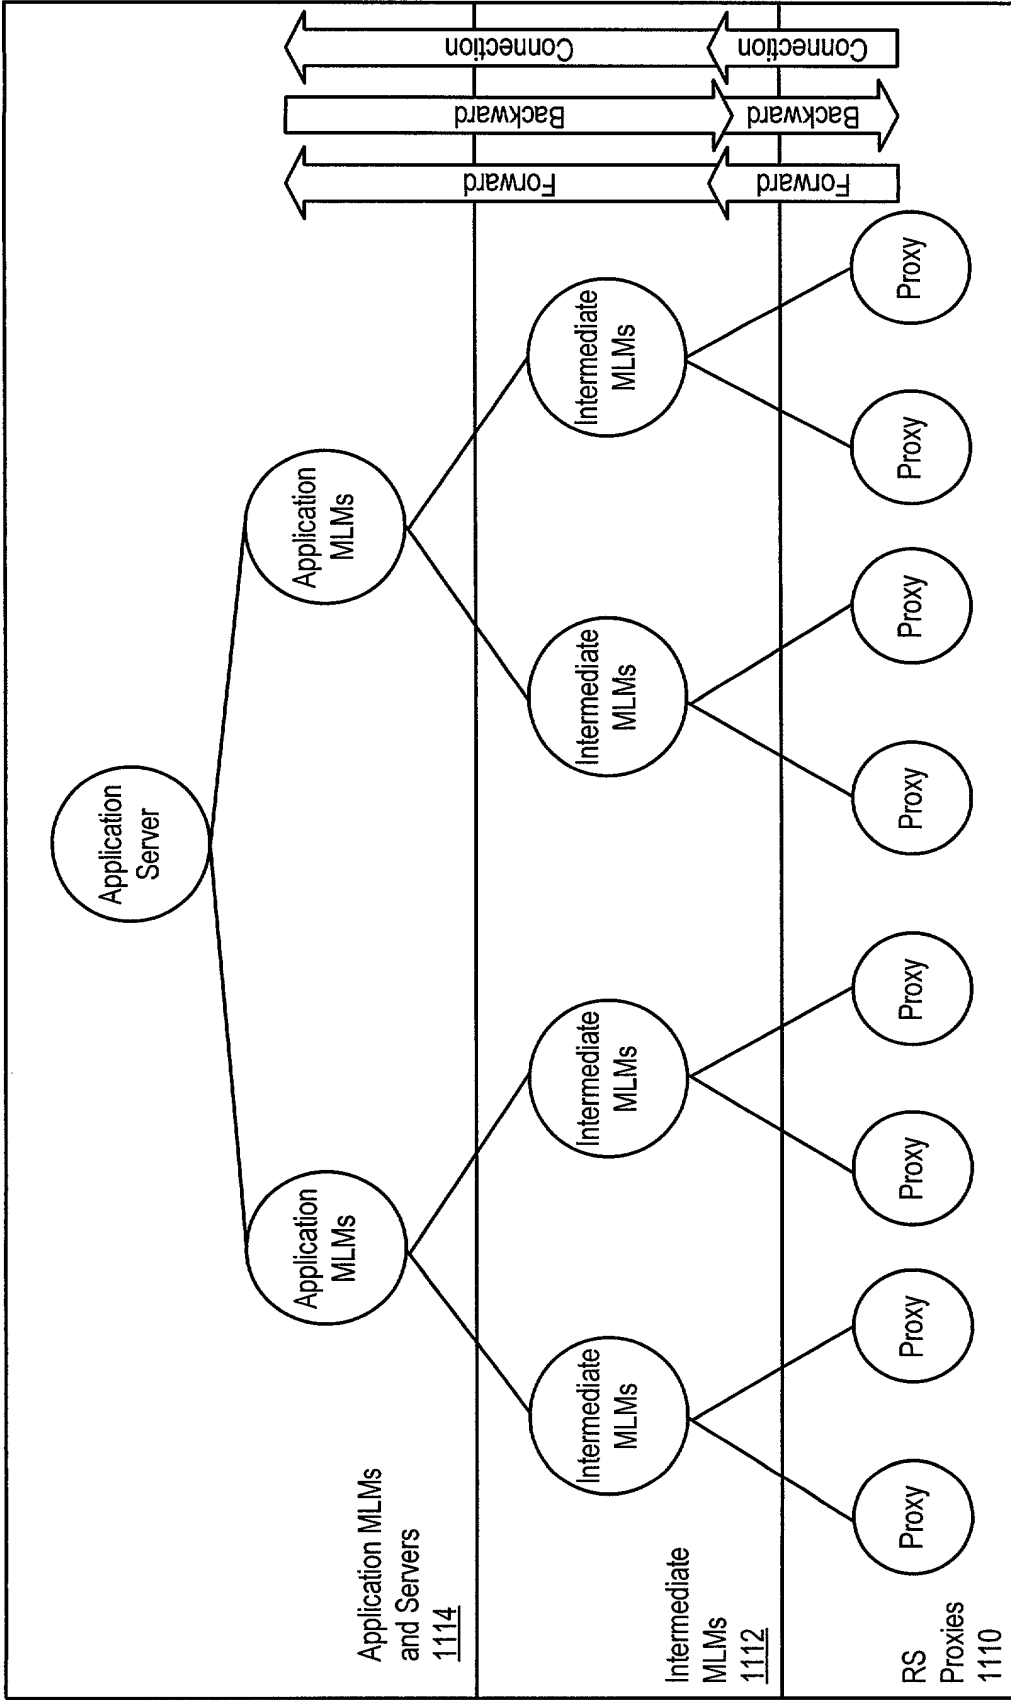 Application
Server
Application
MLMs
Application
MLMs
Application MLMs
and Servers
1114
Intermediate
MLMs
Intermediate
MLMs
Intermediate
MLMs
Intermediate
MLMs
Intermediate
MLMs
1112
Proxy
Proxy
Proxy
Proxy
Proxy
Proxy
Proxy
Proxy
RS
Proxies
1110
Forward
Forward
Backward
Backward
Connection
Connection